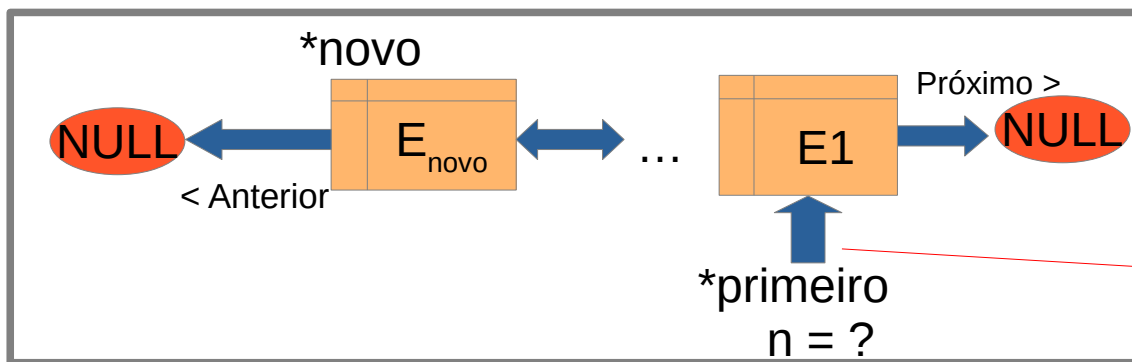 *novo
Próximo >
NULL
E novo
...
E1
NULL
< Anterior
*primeiro
n = ?